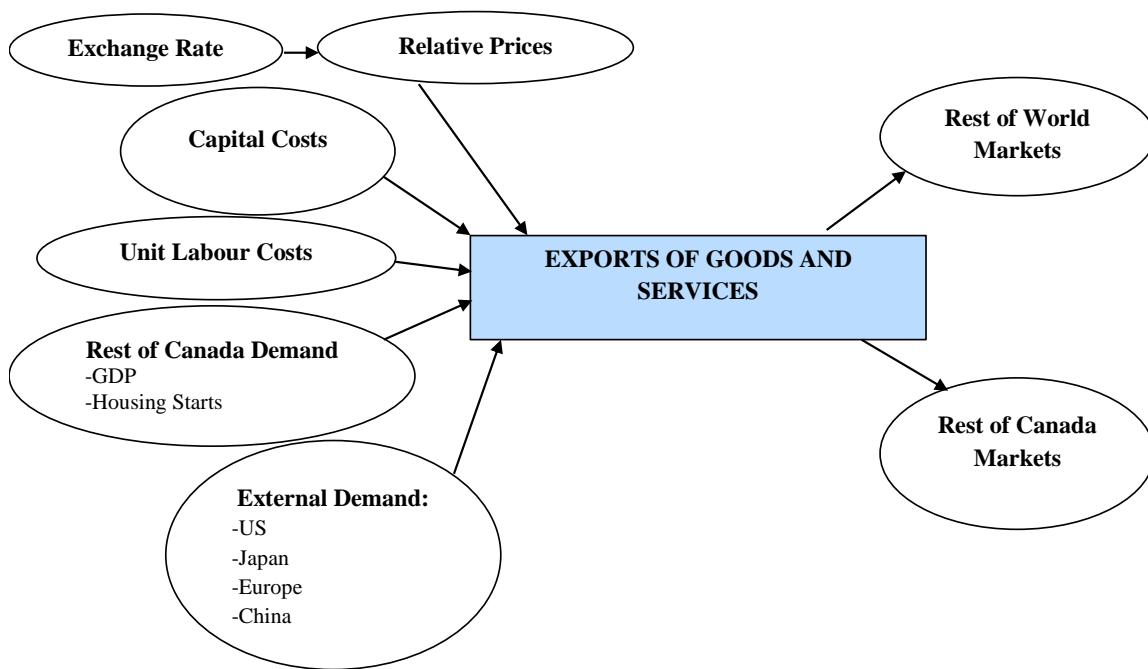 Exchange Rate
Relative Prices
Capital Costs
Unit Labour Costs
Rest of Canada Demand
-GDP
-Housing Starts
External Demand:
-US
-Japan
-Europe
-China
EXPORTS OF GOODS AND
SERVICES
Rest of World
Markets
Rest of Canada
Markets